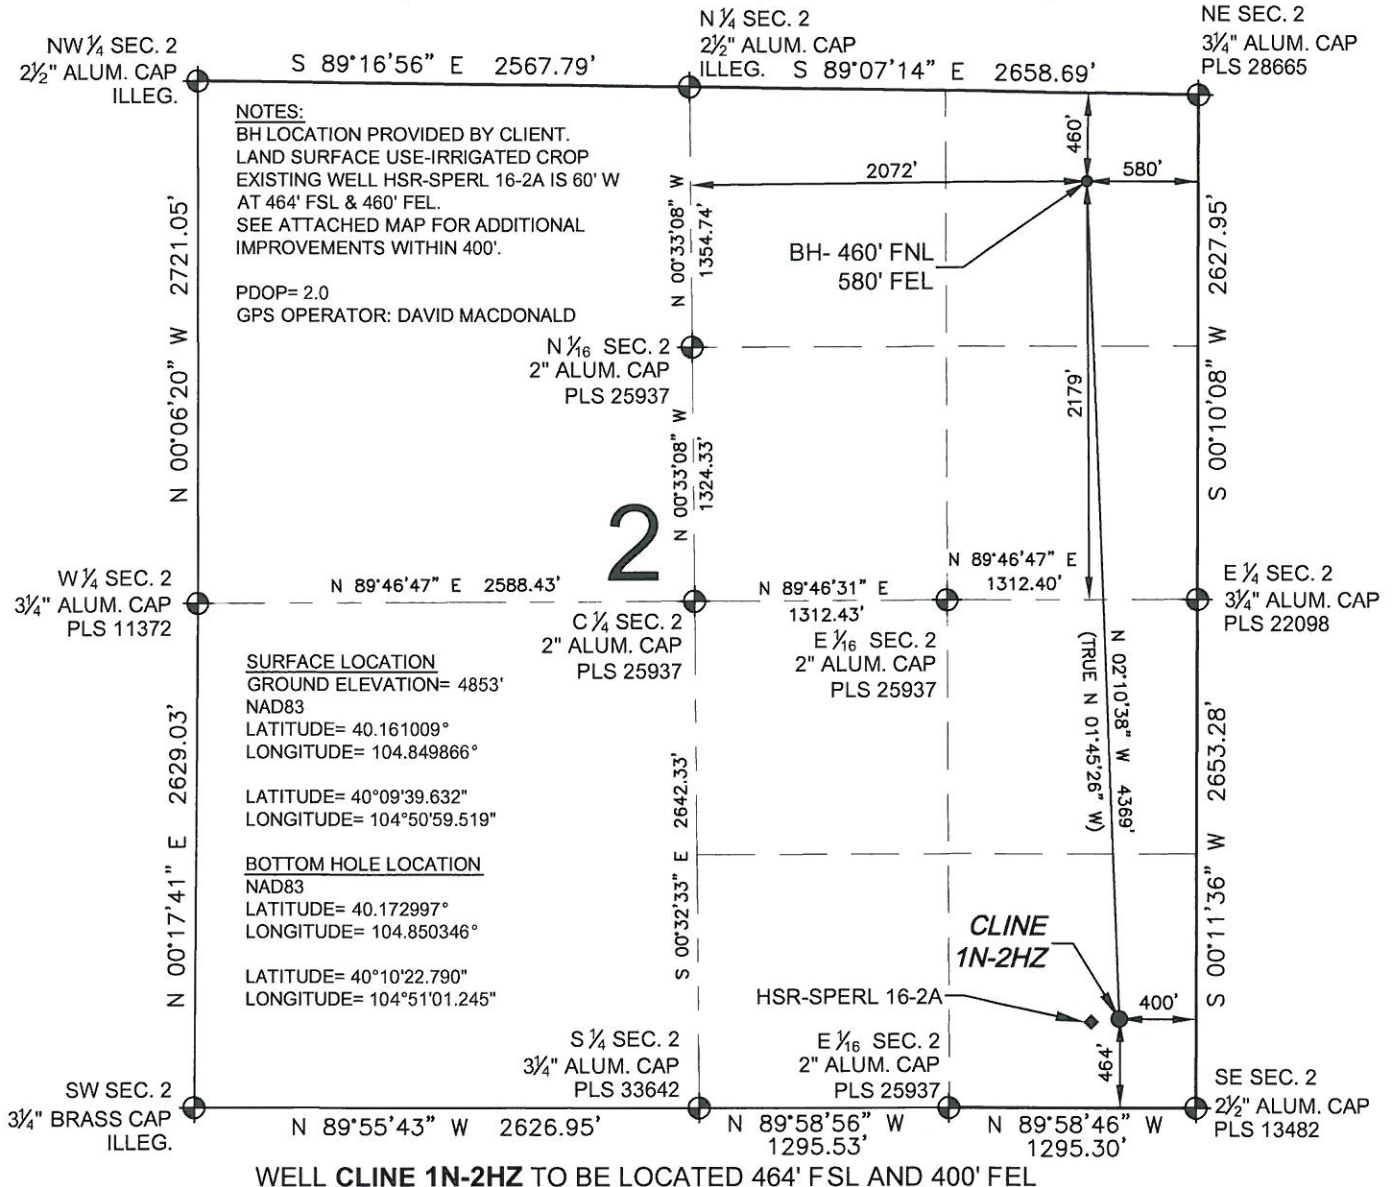 NW ¼ SEC. 2
2½" ALUM. CAP
ILLEG.
S 89°16'56" E 2567.79'
N ¼ SEC. 2
2½" ALUM. CAP
ILLEG.
S 89°07'14" E 2658.69'
NE SEC. 2
3¼" ALUM. CAP
PLS 28665
NOTES:
BH LOCATION PROVIDED BY CLIENT.
LAND SURFACE USE-IRRIGATED CROP
EXISTING WELL HSR-SPERL 16-2A IS 60' W
AT 464' FSL & 460' FEL.
SEE ATTACHED MAP FOR ADDITIONAL
IMPROVEMENTS WITHIN 400'.
PDOP= 2.0
GPS OPERATOR: DAVID MACDONALD
460'
2072'
580'
BH- 460' FNL
580' FEL
N 00°06'20" W 2721.05'
N 00°33'08" W
1354.74'
S 00°10'08" W 2627.95'
N 1/16 SEC. 2
2" ALUM. CAP
PLS 25937
2179'
N 00°33'08" W
1324.33'
2
W ¼ SEC. 2
3¼" ALUM. CAP
PLS 11372
N 89°46'47" E 2588.43'
N 89°46'31" E
1312.43'
N 89°46'47" E
1312.40'
E ¼ SEC. 2
3¼" ALUM. CAP
PLS 22098
C ¼ SEC. 2
2" ALUM. CAP
PLS 25937
E 1/16 SEC. 2
2" ALUM. CAP
PLS 25937
N 02°10'38" W 4369'
(TRUE N 01°45'26" W)
SURFACE LOCATION
GROUND ELEVATION= 4853'
NAD83
LATITUDE= 40.161009°
LONGITUDE= 104.849866°
LATITUDE= 40°09'39.632"
LONGITUDE= 104°50'59.519"
BOTTOM HOLE LOCATION
NAD83
LATITUDE= 40.172997°
LONGITUDE= 104.850346°
LATITUDE= 40°10'22.790"
LONGITUDE= 104°51'01.245"
N 00°17'41" E 2629.03'
S 00°32'33" E 2642.33'
S 00°11'36" W 2653.28'
CLINE
1N-2HZ
HSR-SPERL 16-2A
400'
464'
SW SEC. 2
3¼" BRASS CAP
ILLEG.
S ¼ SEC. 2
3¼" ALUM. CAP
PLS 33642
E 1/16 SEC. 2
2" ALUM. CAP
PLS 25937
SE SEC. 2
2½" ALUM. CAP
PLS 13482
N 89°55'43" W 2626.95'
N 89°58'56" W
1295.53'
N 89°58'46" W
1295.30'
WELL CLINE 1N-2HZ TO BE LOCATED 464' FSL AND 400' FEL